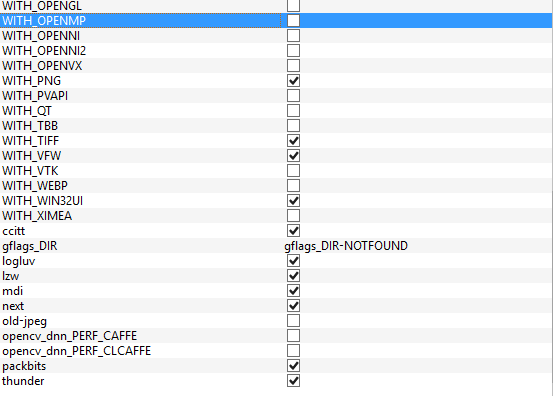 WITH_OPENGL
WITH_OPENMP
WITH_OPENNI
WITH_OPENNI2
WITH_OPENVX
WITH_PNG
WITH_PVAPI
WITH_QT
WITH_TBB
WITH_TIFF
WITH_VFW
WITH_VTK
WITH_WEBP
WITH_WIN32UI
WITH_XIMEA
ccitt
gflags_DIR gflags_DIR-NOTFOUND
logluv
lzw
mdi
next
old-jpeg
opencv_dnn_PERF_CAFFE
opencv_dnn_PERF_CLCAFFE
packbits
thunder